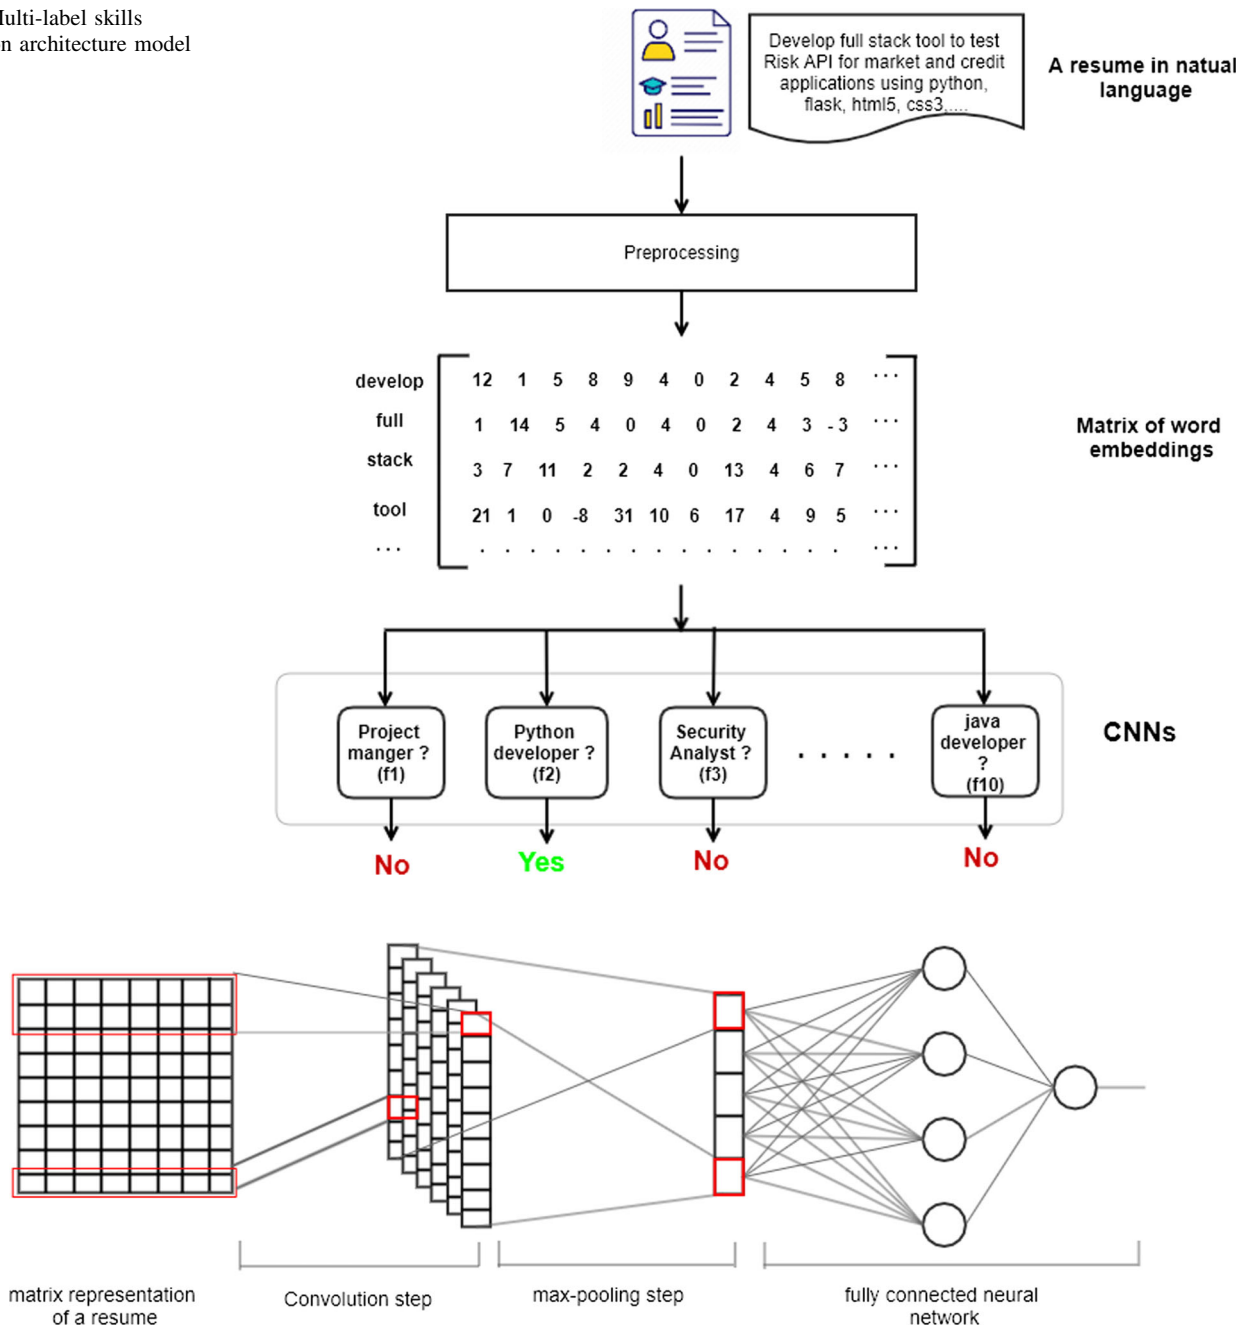 Multi-label skills
on architecture model
Develop full stack tool to test
Risk API for market and credit
applications using python,
flask, html5, css3,....
A resume in natual
language
Preprocessing
develop 12 1 5 8 9 4 0 2 4 5 8 ...
full 1 14 5 4 0 4 0 2 4 3 -3 ...
stack 3 7 11 2 2 4 0 13 4 6 7 ...
tool 21 1 0 -8 31 10 6 17 4 9 5 ...
... . . . . . . . . . . . . . . . ...
Matrix of word
embeddings
Project
manger ?
(f1)
Python
developer ?
(f2)
Security
Analyst ?
(f3)
. . . . .
java
developer
?
(f10)
CNNs
No
Yes
No
No
matrix representation
of a resume
Convolution step
max-pooling step
fully connected neural
network